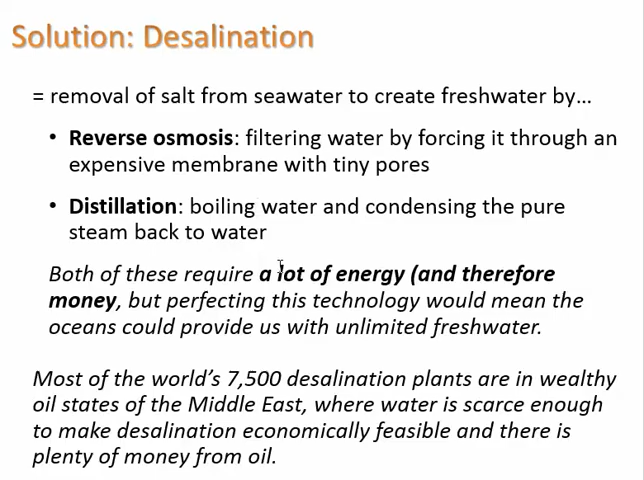 Solution: Desalination
= removal of salt from seawater to create freshwater by…
• Reverse osmosis: filtering water by forcing it through an
expensive membrane with tiny pores
• Distillation: boiling water and condensing the pure
steam back to water
Both of these require a lot of energy (and therefore
money, but perfecting this technology would mean the
oceans could provide us with unlimited freshwater.
Most of the world’s 7,500 desalination plants are in wealthy
oil states of the Middle East, where water is scarce enough
to make desalination economically feasible and there is
plenty of money from oil.